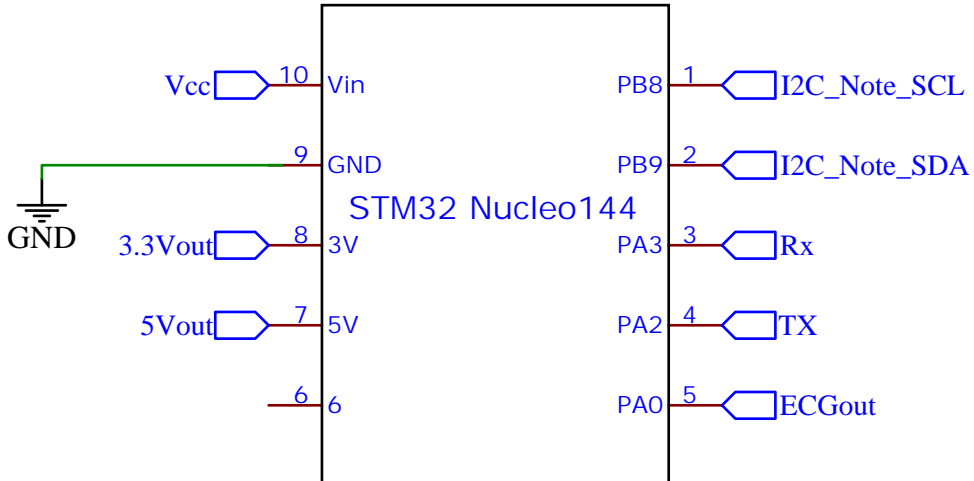 Vcc 10 Vin PB8 1 I2C_Note_SCL
9 GND PB9 2 I2C_Note_SDA
STM32 Nucleo144
GND
3.3Vout 8 3V PA3 3 Rx
5Vout 7 5V PA2 4 TX
6 6 PA0 5 ECGout